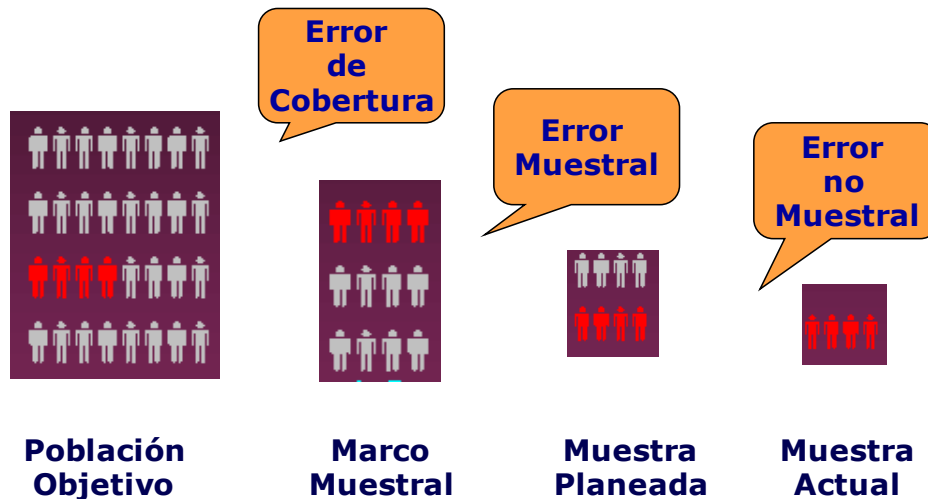 Error
de
Cobertura
Error
Muestral
Error
no
Muestral
Población
Objetivo
Marco
Muestral
Muestra
Planeada
Muestra
Actual